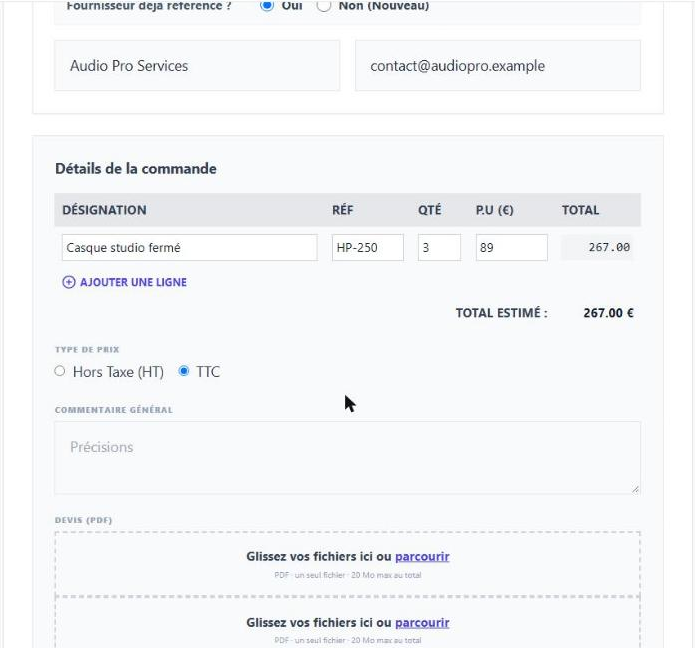 Fournisseur déjà référencé ? Oui Non (Nouveau)
Audio Pro Services contact@audiopro.example
Détails de la commande
DÉSIGNATION RÉF QTÉ P.U (€) TOTAL
Casque studio fermé HP-250 3 89 267.00
AJOUTER UNE LIGNE
TOTAL ESTIMÉ : 267.00 €
TYPE DE PRIX
Hors Taxe (HT) TTC
COMMENTAIRE GÉNÉRAL
Précisions
DEVIS (PDF)
Glissez vos fichiers ici ou parcourir
PDF · un seul fichier · 20 Mo max au total
Glissez vos fichiers ici ou parcourir
PDF · un seul fichier · 20 Mo max au total